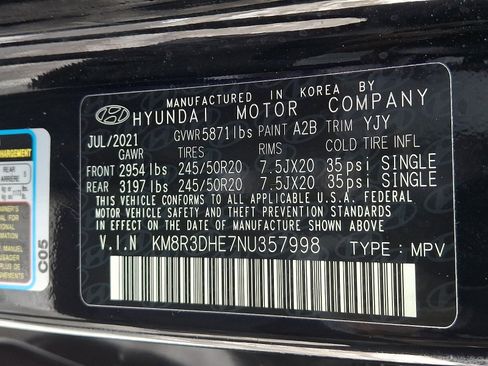 MANUFACTURED IN KOREA BY
HYUNDAI MOTOR COMPANY
JUL/2021 GVWR 5871lbs PAINT A2B TRIM YJY
GAWR TIRES RIMS COLD TIRE INFL
FRONT 2954 lbs 245/50R20 7.5JX20 35psi SINGLE
REAR 3197 lbs 245/50R20 7.5JX20 35psi SINGLE
THIS VEHICLE CONFORMS TO ALL APPLICABLE U.S.A. FEDERAL
MOTOR VEHICLE SAFETY AND THEFT PREVENTION STANDARDS
IN EFFECT ON THE DATE OF MANUFACTURE SHOWN ABOVE.
V.I.N KM8R3DHE7NU357998 TYPE : MPV
REAR
ARRIERE
C05